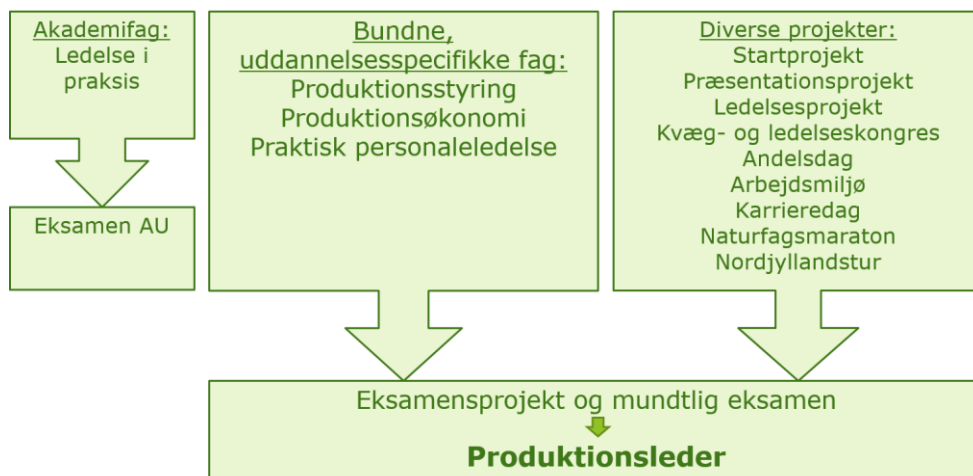 Akademifag:
Ledelse i
praksis
Eksamen AU
Bundne,
uddannelsesspecifikke fag:
Produktionsstyring
Produktionsøkonomi
Praktisk personaleledelse
Diverse projekter:
Startprojekt
Præsentationsprojekt
Ledelsesprojekt
Kvæg- og ledelseskongres
Andelsdag
Arbejdsmiljø
Karrieredag
Naturfagsmaraton
Nordjyllandstur
Eksamensprojekt og mundtlig eksamen
Produktionsleder